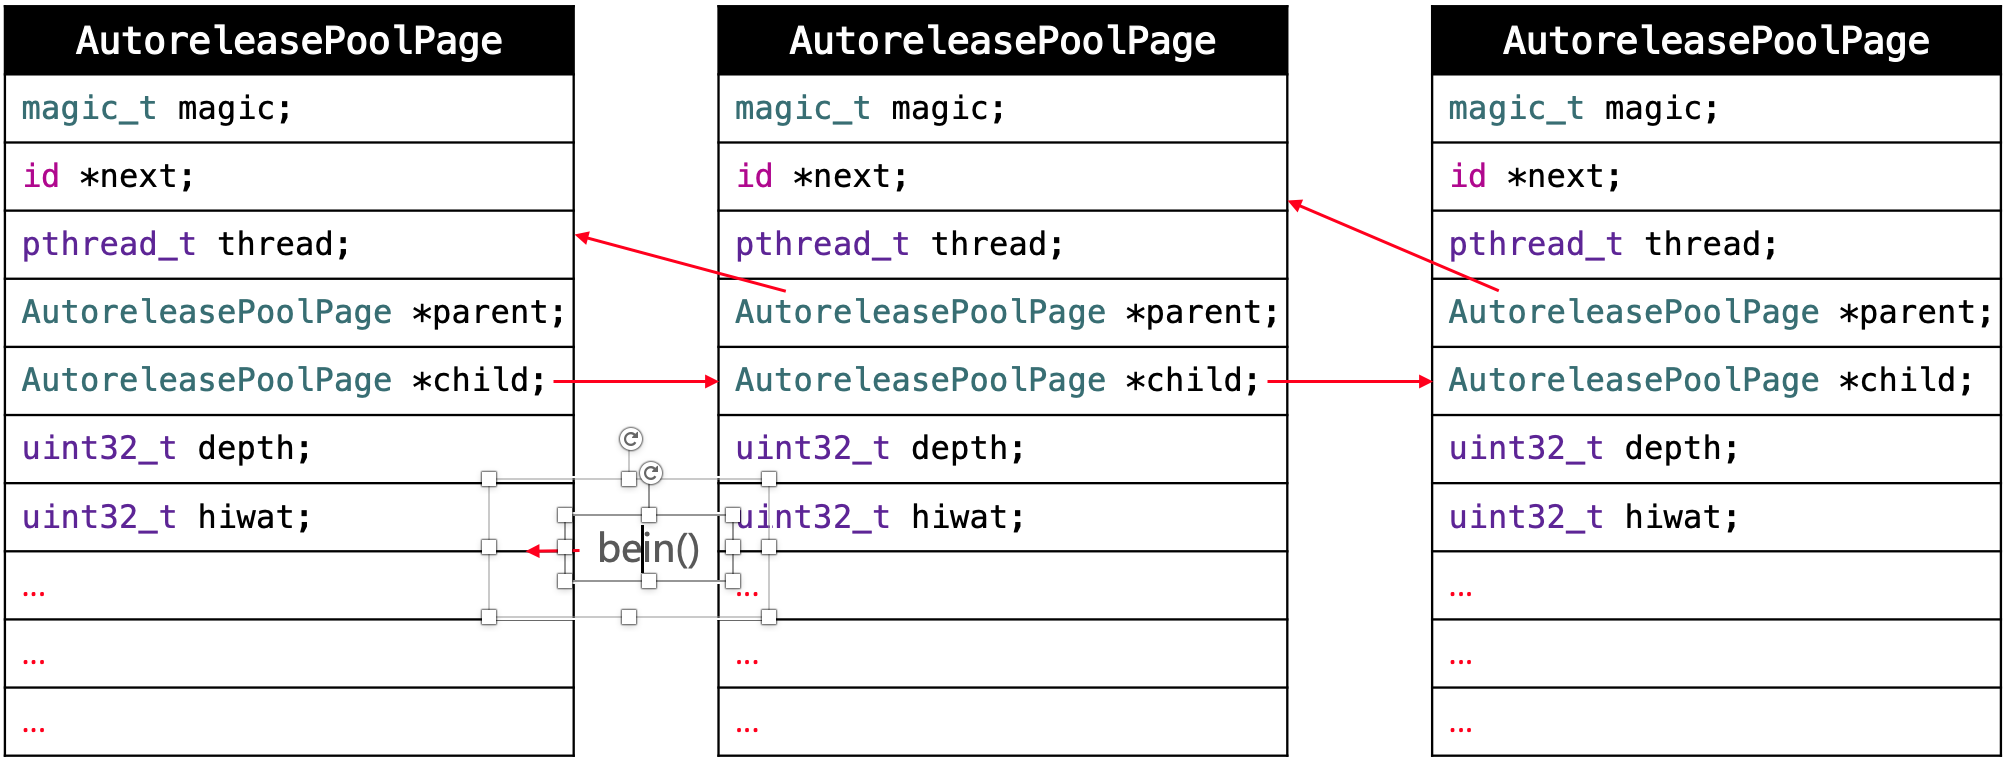 AutoreleasePoolPage
magic_t magic;
id *next;
pthread_t thread;
AutoreleasePoolPage *parent;
AutoreleasePoolPage *child;
uint32_t depth;
uint32_t hiwat;
...
...
...
bein()
AutoreleasePoolPage
magic_t magic;
id *next;
pthread_t thread;
AutoreleasePoolPage *parent;
AutoreleasePoolPage *child;
uint32_t depth;
uint32_t hiwat;
...
...
...
AutoreleasePoolPage
magic_t magic;
id *next;
pthread_t thread;
AutoreleasePoolPage *parent;
AutoreleasePoolPage *child;
uint32_t depth;
uint32_t hiwat;
...
...
...